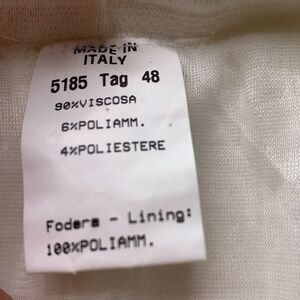 MADE IN
ITALY
5185 Tag 48
90%VISCOSA
6%POLIAMM.
4%POLIESTERE
Fodera - Lining:
100%POLIAMM.